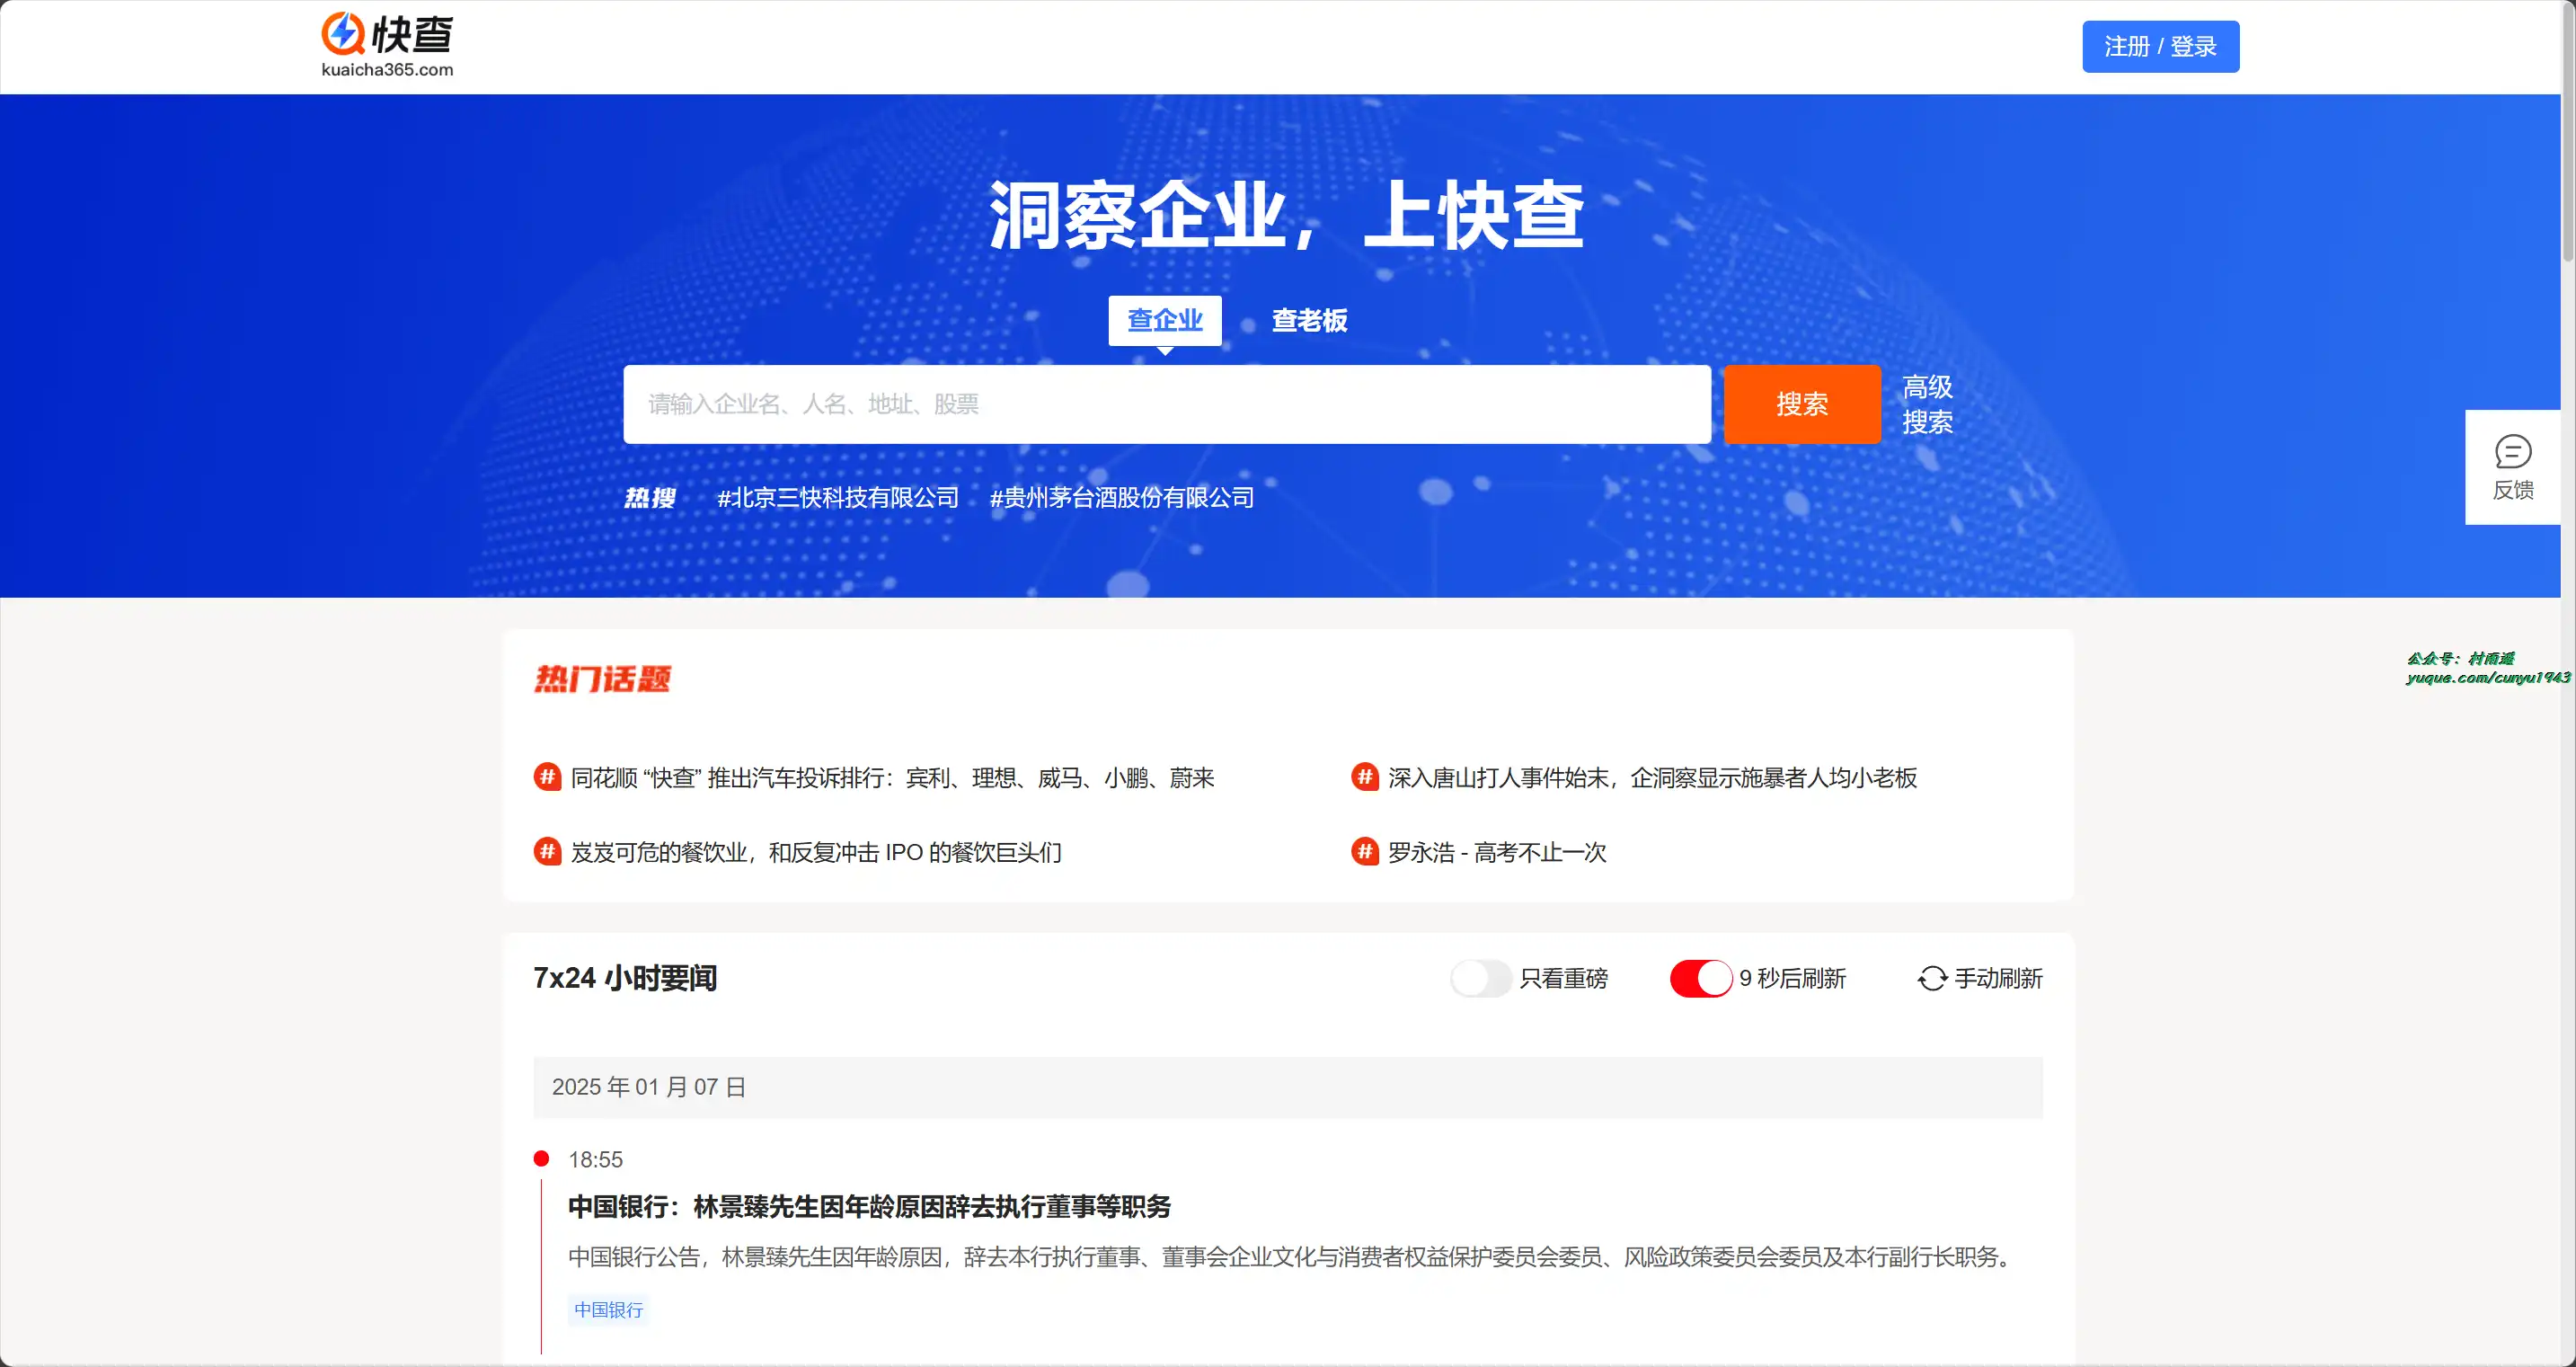 快查
kuaicha365.com
注册 / 登录
洞察企业，上快查
查企业 查老板
请输入企业名、人名、地址、股票
搜索
高级
搜索
反馈
热搜 #北京三快科技有限公司 #贵州茅台酒股份有限公司
热门话题
公众号：村雨遥
yuque.com/cunyu1943
# 同花顺 “快查” 推出汽车投诉排行：宾利、理想、威马、小鹏、蔚来
# 深入唐山打人事件始末，企洞察显示施暴者人均小老板
# 岌岌可危的餐饮业，和反复冲击 IPO 的餐饮巨头们
# 罗永浩 - 高考不止一次
7x24 小时要闻
只看重磅 9 秒后刷新 手动刷新
2025 年 01 月 07 日
18:55
中国银行：林景臻先生因年龄原因辞去执行董事等职务
中国银行公告，林景臻先生因年龄原因，辞去本行执行董事、董事会企业文化与消费者权益保护委员会委员、风险政策委员会委员及本行副行长职务。
中国银行